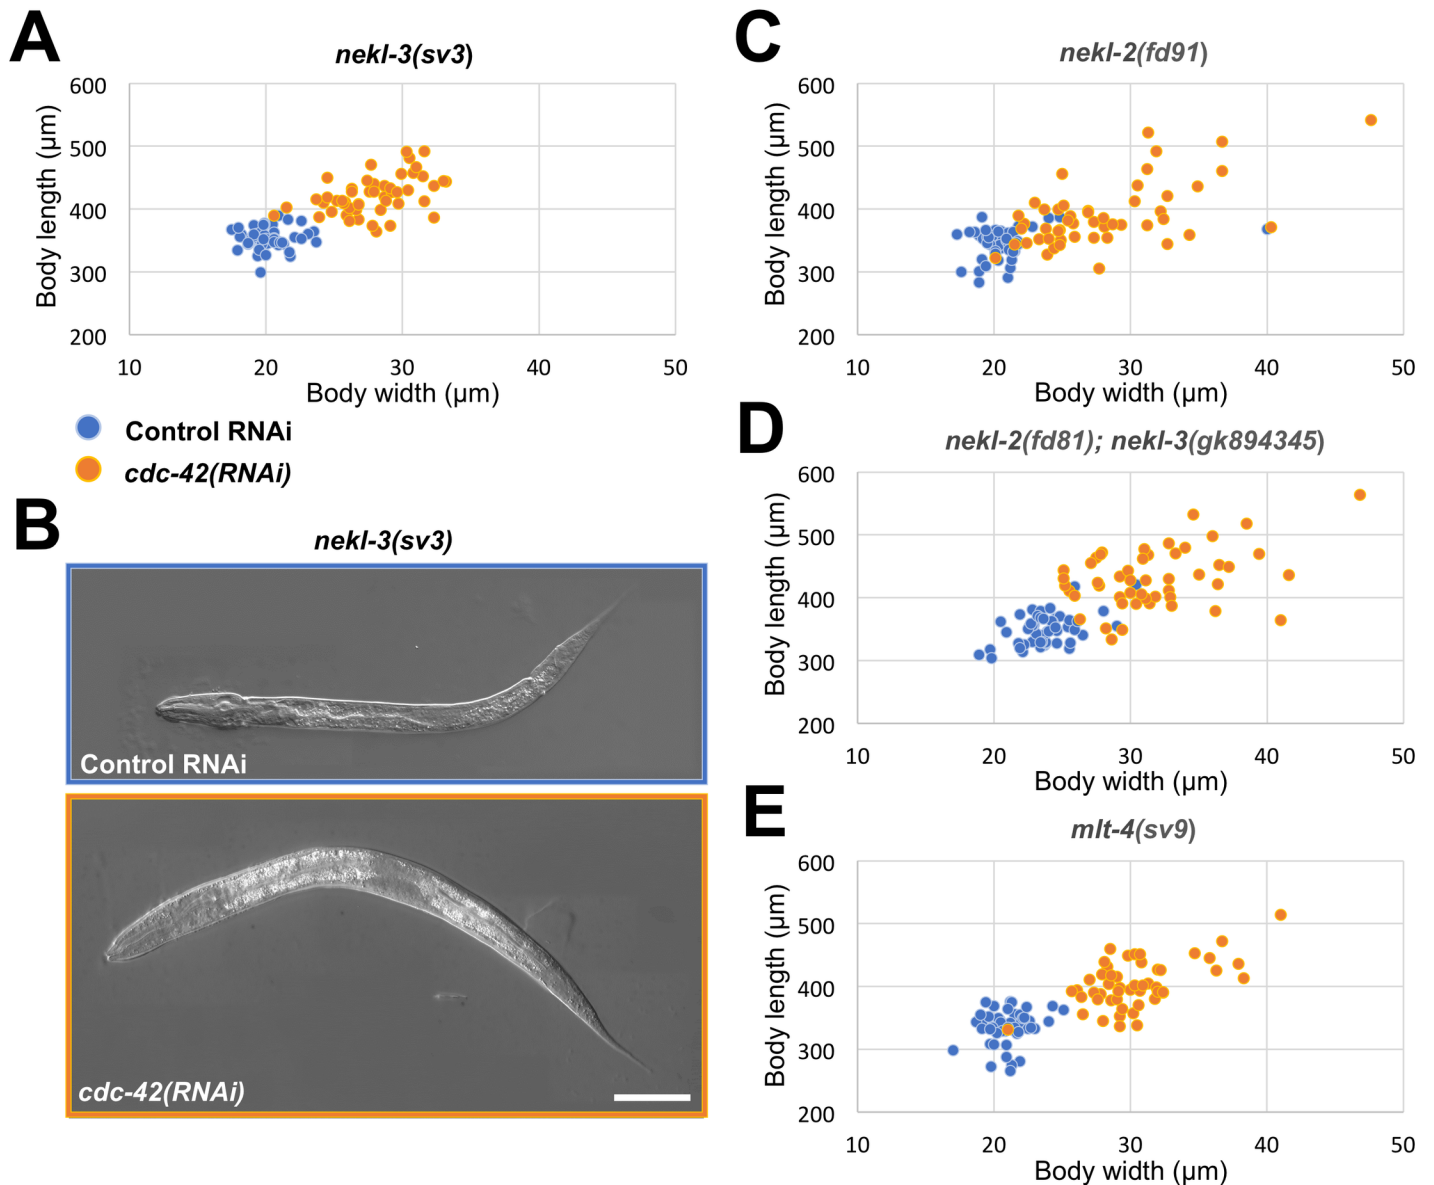 A
nekl-3(sv3)
600
500
400
300
200
Body length (µm)
10 20 30 40 50
Body width (µm)
Control RNAi
cdc-42(RNAi)
B
nekl-3(sv3)
Control RNAi
cdc-42(RNAi)
C
nekl-2(fd91)
600
500
400
300
200
Body length (µm)
10 20 30 40 50
Body width (µm)
D
nekl-2(fd81); nekl-3(gk894345)
600
500
400
300
200
Body length (µm)
10 20 30 40 50
Body width (µm)
E
mlt-4(sv9)
600
500
400
300
200
Body length (µm)
10 20 30 40 50
Body width (µm)